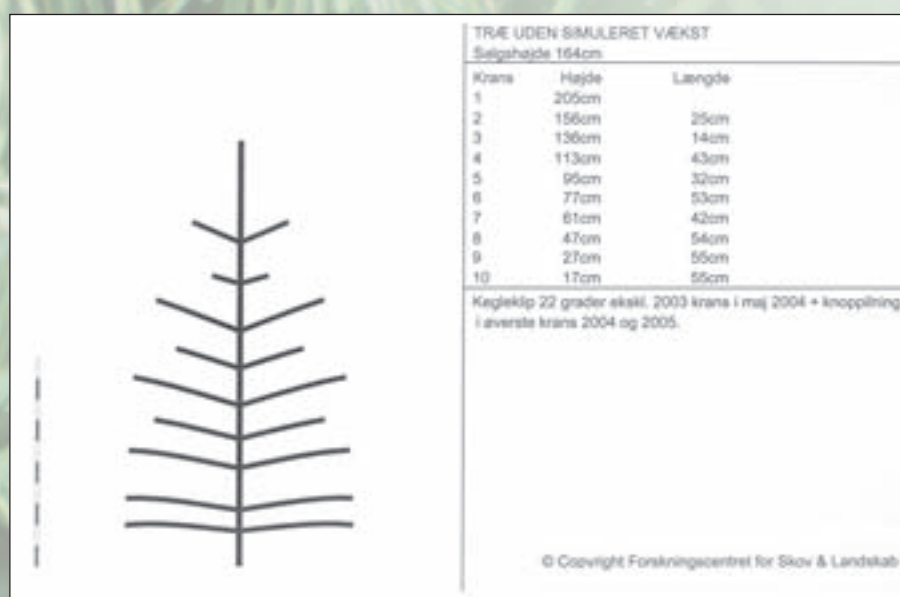 TRÆ UDEN SIMULERET VÆKST
Salgshøjde 164cm
Krans Højde Længde
1 205cm
2 156cm 25cm
3 136cm 14cm
4 113cm 43cm
5 95cm 32cm
6 77cm 53cm
7 61cm 42cm
8 47cm 54cm
9 27cm 55cm
10 17cm 55cm
Kegleklip 22 grader ekskl. 2003 krans i maj 2004 + knoppilning
i øverste krans 2004 og 2005.
© Copyright Forskningscentret for Skov & Landskab